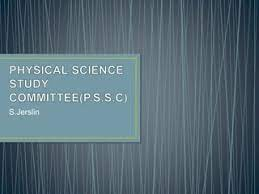 PHYSICAL SCIENCE
STUDY
COMMITTEE(P.S.S.C)
S.Jerslin